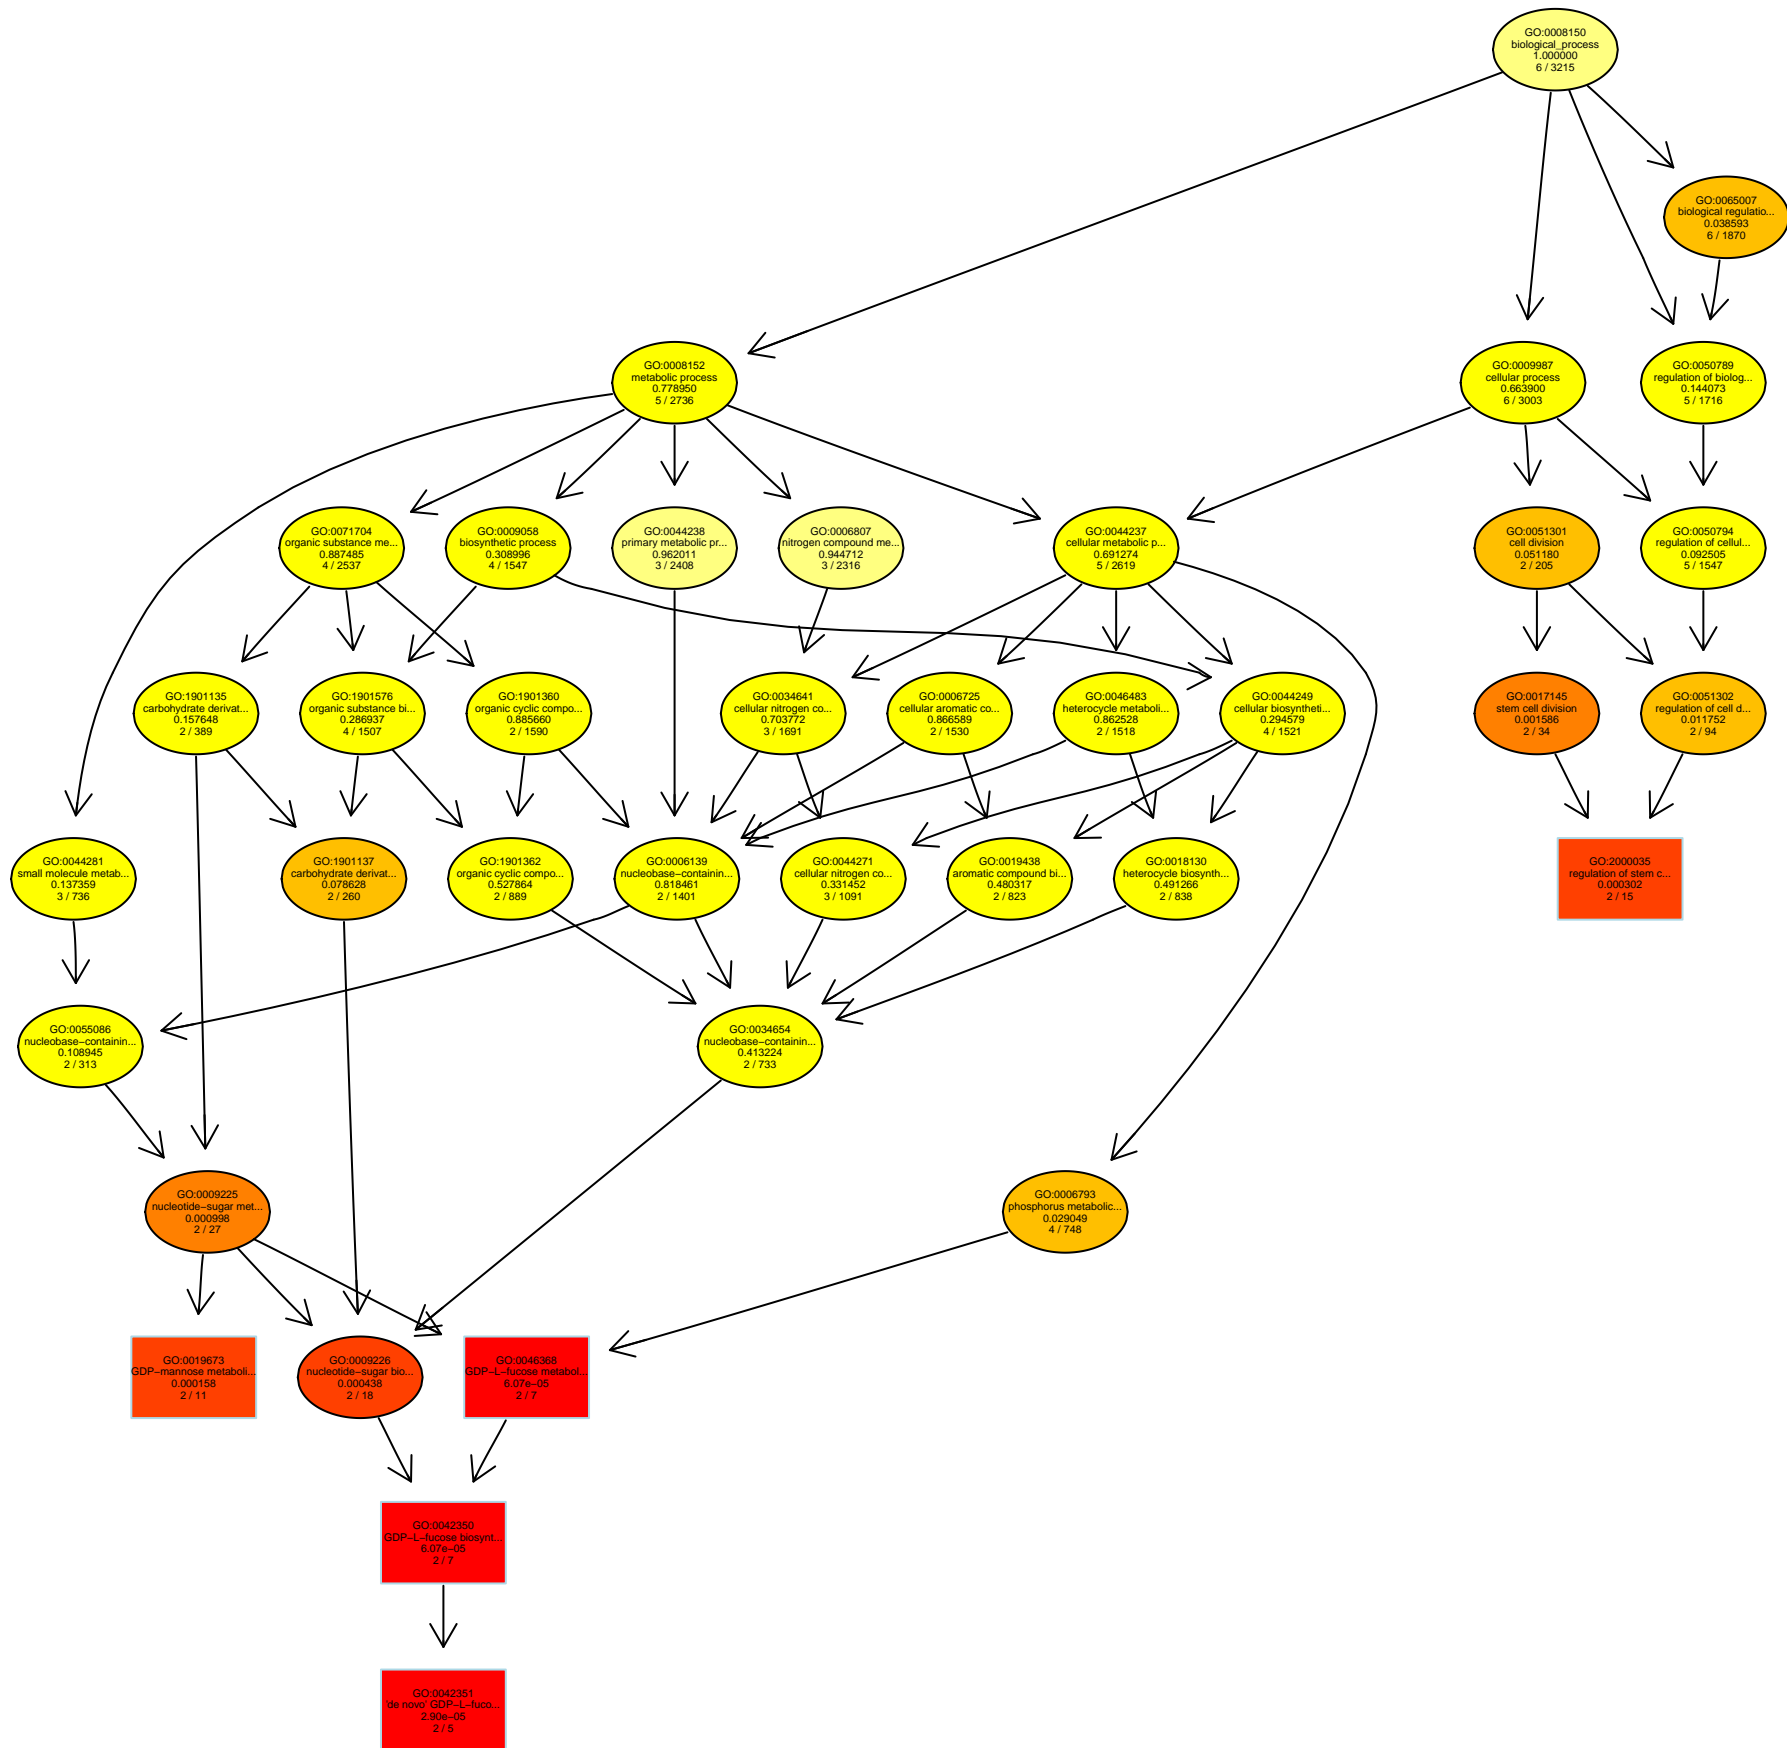 GO:0008150
biological_process
1.000000
6 / 3215
GO:0065007
biological regulatio...
0.038593
6 / 1870
GO:0008152
metabolic process
0.778950
5 / 2736
GO:0009987
cellular process
0.663900
6 / 3003
GO:0050789
regulation of biolog...
0.144073
5 / 1716
GO:0071704
organic substance me...
0.887485
4 / 2537
GO:0009058
biosynthetic process
0.308996
4 / 1547
GO:0044238
primary metabolic pr...
0.962011
3 / 2408
GO:0006807
nitrogen compound me...
0.944712
3 / 2316
GO:0044237
cellular metabolic p...
0.691274
5 / 2619
GO:0051301
cell division
0.051180
2 / 205
GO:0050794
regulation of cellul...
0.092505
5 / 1547
GO:1901135
carbohydrate derivat...
0.157648
2 / 389
GO:1901576
organic substance bi...
0.286937
4 / 1507
GO:1901360
organic cyclic compo...
0.885660
2 / 1590
GO:0034641
cellular nitrogen co...
0.703772
3 / 1691
GO:0006725
cellular aromatic co...
0.866589
2 / 1530
GO:0046483
heterocycle metaboli...
0.862528
2 / 1518
GO:0044249
cellular biosyntheti...
0.294579
4 / 1521
GO:0017145
stem cell division
0.001586
2 / 34
GO:0051302
regulation of cell d...
0.011752
2 / 94
GO:0044281
small molecule metab...
0.137359
3 / 736
GO:1901137
carbohydrate derivat...
0.078628
2 / 260
GO:1901362
organic cyclic compo...
0.527864
2 / 889
GO:0006139
nucleobase−containin...
0.818461
2 / 1401
GO:0044271
cellular nitrogen co...
0.331452
3 / 1091
GO:0019438
aromatic compound bi...
0.480317
2 / 823
GO:0018130
heterocycle biosynth...
0.491266
2 / 838
GO:2000035
regulation of stem c...
0.000302
2 / 15
GO:0055086
nucleobase−containin...
0.108945
2 / 313
GO:0034654
nucleobase−containin...
0.413224
2 / 733
GO:0009225
nucleotide−sugar met...
0.000998
2 / 27
GO:0006793
phosphorus metabolic...
0.029049
4 / 748
GO:0019673
GDP−mannose metaboli...
0.000158
2 / 11
GO:0009226
nucleotide−sugar bio...
0.000438
2 / 18
GO:0046368
GDP−L−fucose metabol...
6.07e−05
2 / 7
GO:0042350
GDP−L−fucose biosynt...
6.07e−05
2 / 7
GO:0042351
'de novo' GDP−L−fuco...
2.90e−05
2 / 5